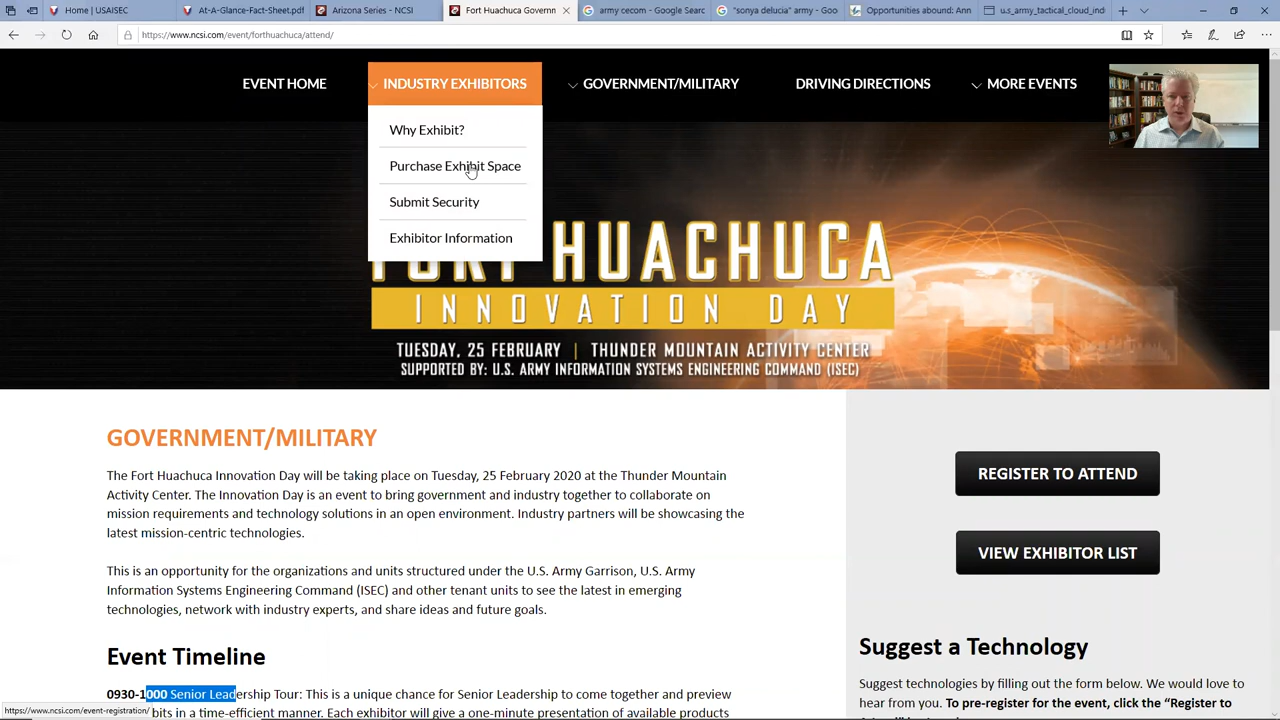 Home | USAISEC
At-A-Glance-Fact-Sheet.pdf
Arizona Series - NCSI
Fort Huachuca Governm
army cecom - Google Searc
"sonya delucia" army - Goo
Opportunities abound: Ann
u.s_army_tactical_cloud_ind
https://www.ncsi.com/event/forthuachuca/attend/
EVENT HOME
INDUSTRY EXHIBITORS
GOVERNMENT/MILITARY
DRIVING DIRECTIONS
MORE EVENTS
Why Exhibit?
Purchase Exhibit Space
Submit Security
Exhibitor Information
FORT HUACHUCA
INNOVATION DAY
TUESDAY, 25 FEBRUARY | THUNDER MOUNTAIN ACTIVITY CENTER
SUPPORTED BY: U.S. ARMY INFORMATION SYSTEMS ENGINEERING COMMAND (ISEC)
GOVERNMENT/MILITARY
The Fort Huachuca Innovation Day will be taking place on Tuesday, 25 February 2020 at the Thunder Mountain
Activity Center. The Innovation Day is an event to bring government and industry together to collaborate on
mission requirements and technology solutions in an open environment. Industry partners will be showcasing the
latest mission-centric technologies.
This is an opportunity for the organizations and units structured under the U.S. Army Garrison, U.S. Army
Information Systems Engineering Command (ISEC) and other tenant units to see the latest in emerging
technologies, network with industry experts, and share ideas and future goals.
Event Timeline
0930-1000 Senior Leadership Tour: This is a unique chance for Senior Leadership to come together and preview
bits in a time-efficient manner. Each exhibitor will give a one-minute presentation of available products
REGISTER TO ATTEND
VIEW EXHIBITOR LIST
Suggest a Technology
Suggest technologies by filling out the form below. We would love to
hear from you. To pre-register for the event, click the “Register to
https://www.ncsi.com/event-registration/